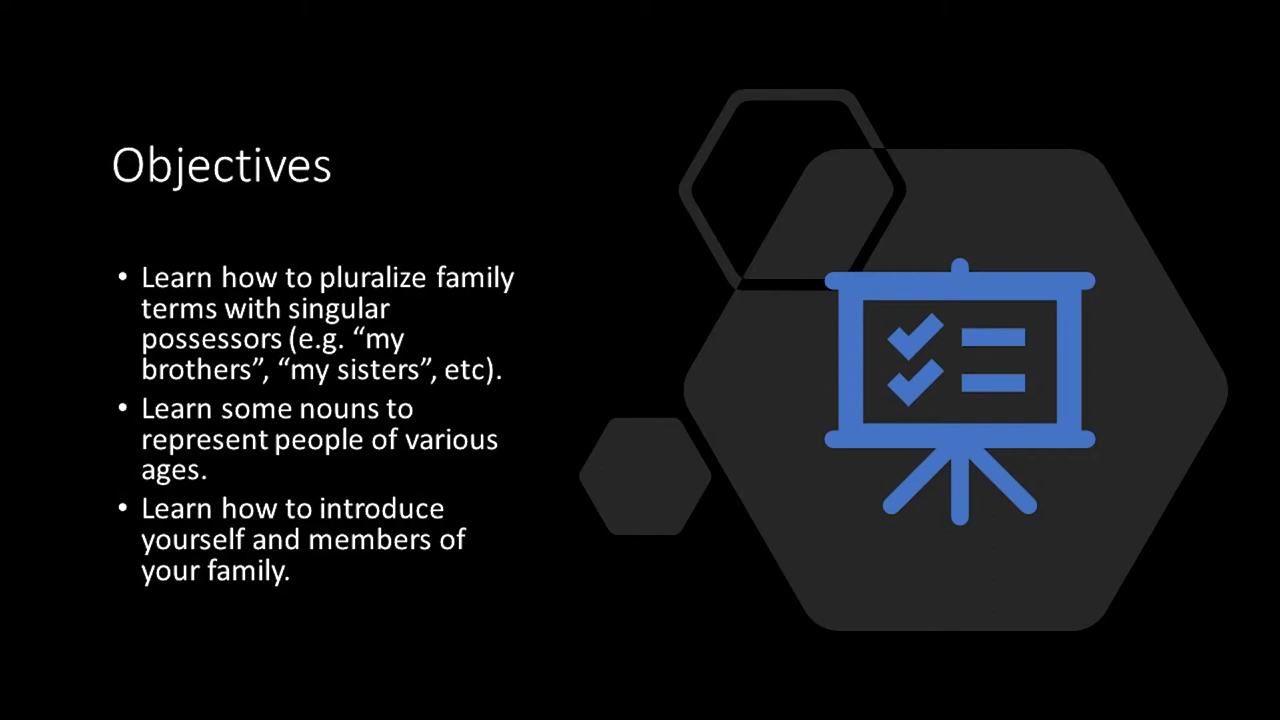 Objectives
• Learn how to pluralize family
terms with singular
possessors (e.g. “my
brothers”, “my sisters”, etc).
• Learn some nouns to
represent people of various
ages.
• Learn how to introduce
yourself and members of
your family.